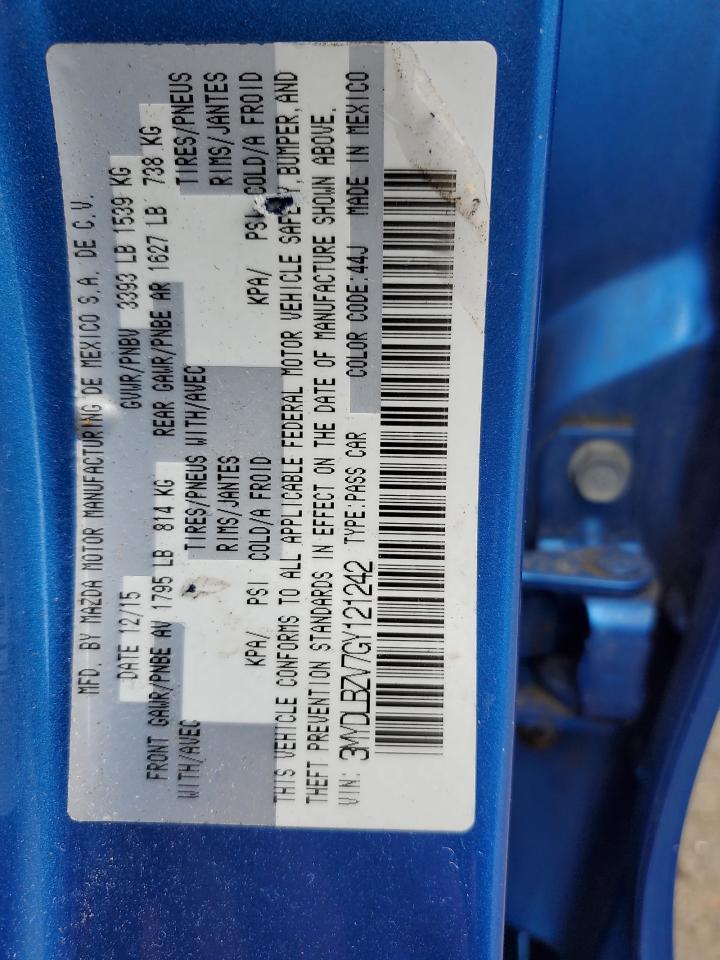 MFD. BY MAZDA MOTOR MANUFACTURING DE MEXICO S.A. DE C.V.
DATE 12/15 GVWR/PNBV 3393 LB 1539 KG
FRONT GAWR/PNBE AV 1795 LB 814 KG REAR GAWR/PNBE AR 1627 LB 738 KG
WITH/AVEC TIRES/PNEUS WITH/AVEC TIRES/PNEUS
RIMS/JANTES RIMS/JANTES
KPA/ PSI COLD/A FROID KPA/ PSI COLD/A FROID
THIS VEHICLE CONFORMS TO ALL APPLICABLE FEDERAL MOTOR VEHICLE SAFETY, BUMPER, AND
THEFT PREVENTION STANDARDS IN EFFECT ON THE DATE OF MANUFACTURE SHOWN ABOVE.
VIN: 3MYDLBZV7GY121242 TYPE:PASS CAR COLOR CODE:44J MADE IN MEXICO